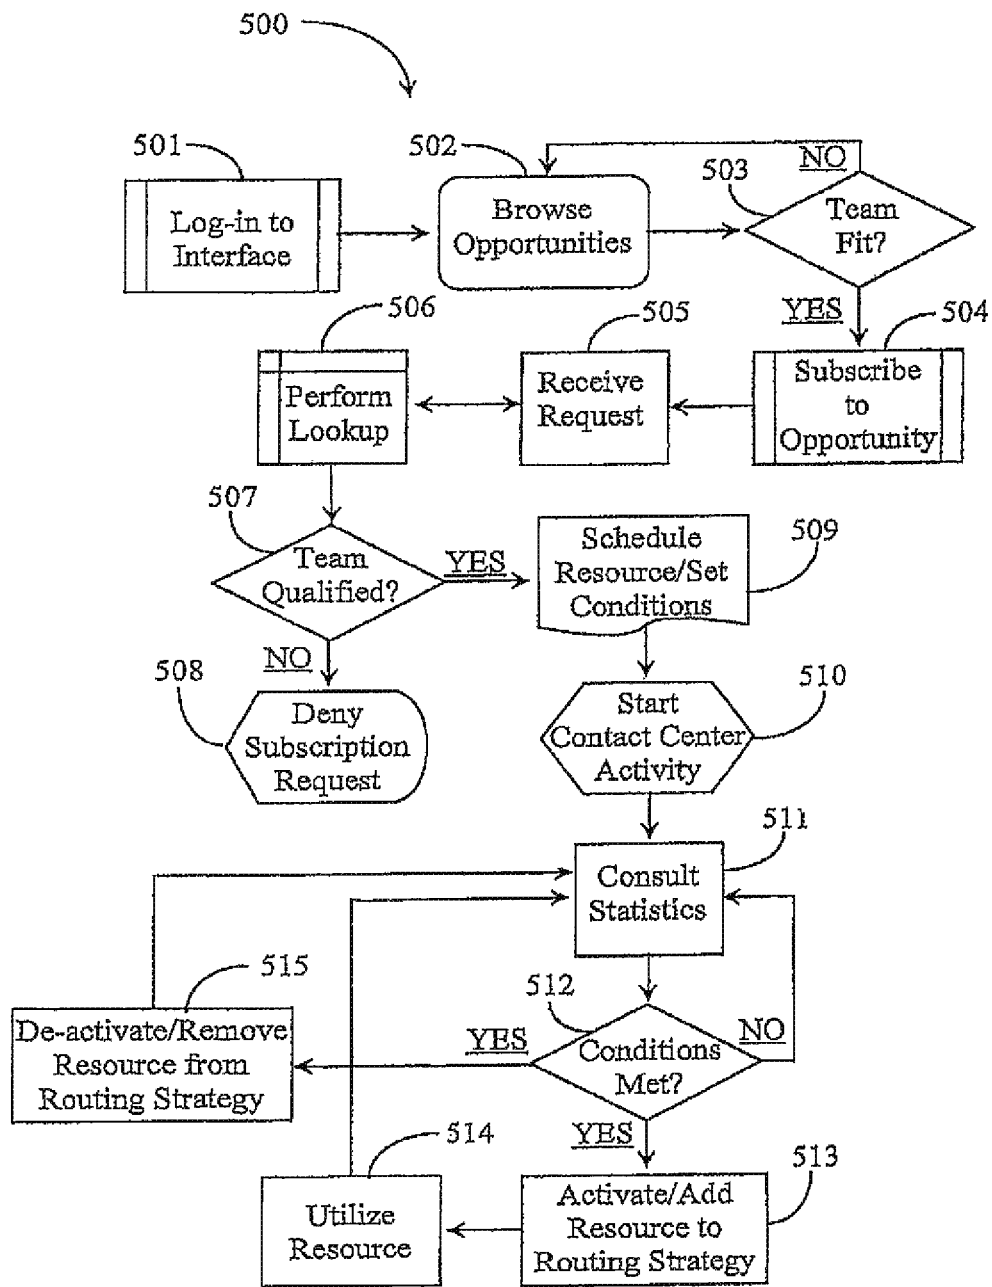 500
501
502
NO
503
Log-in to
Interface
Browse
Opportunities
Team
Fit?
YES
504
506
505
Perform
Lookup
Receive
Request
Subscribe
to
Opportunity
507
Team
Qualified?
YES
Schedule
Resource/Set
Conditions
509
NO
508
Deny
Subscription
Request
510
Start
Contact Center
Activity
511
Consult
Statistics
515
512
De-activate/Remove
Resource from
Routing Strategy
YES
Conditions
Met?
NO
YES
514
513
Utilize
Resource
Activate/Add
Resource to
Routing Strategy